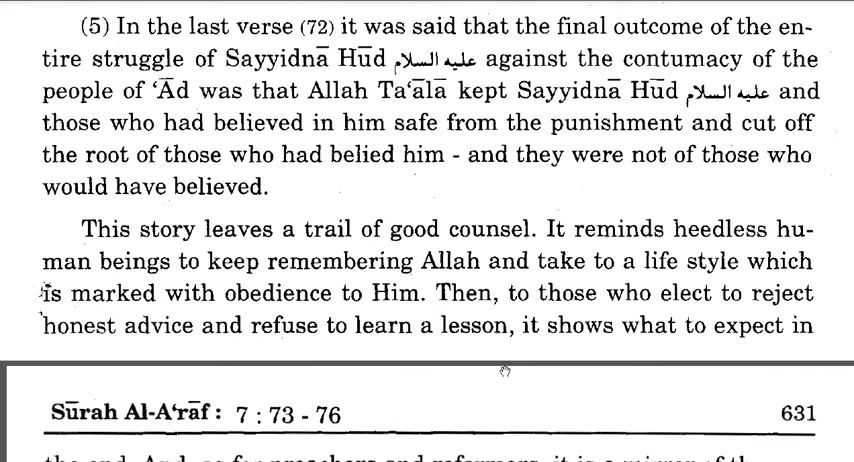 (5) In the last verse (72) it was said that the final outcome of the en-
tire struggle of Sayyidnā Hūd عليه السلام against the contumacy of the
people of ‘Ād was that Allah Ta‘ālā kept Sayyidnā Hūd عليه السلام and
those who had believed in him safe from the punishment and cut off
the root of those who had belied him - and they were not of those who
would have believed.
This story leaves a trail of good counsel. It reminds heedless hu-
man beings to keep remembering Allah and take to a life style which
is marked with obedience to Him. Then, to those who elect to reject
honest advice and refuse to learn a lesson, it shows what to expect in
Sūrah Al-A‘rāf : 7 : 73 - 76 631